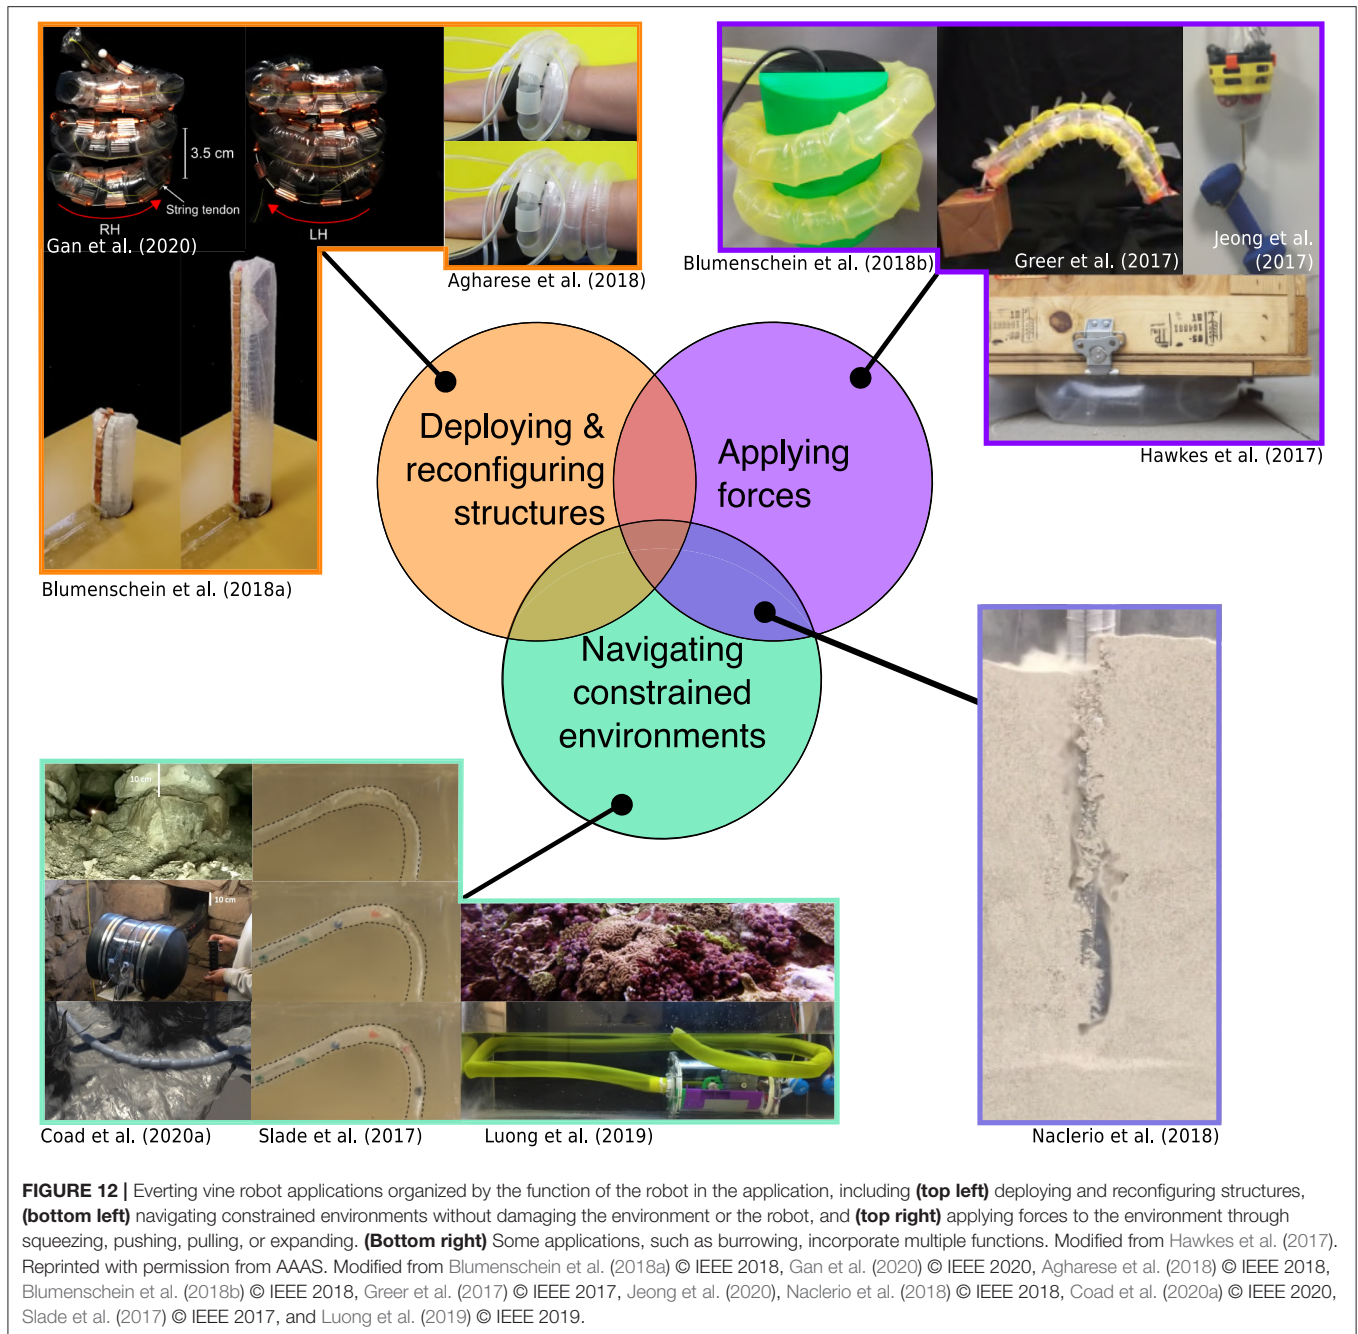 3.5 cm
String tendon
RH
LH
Gan et al. (2020)
Agharese et al. (2018)
Blumenschein et al. (2018a)
Blumenschein et al. (2018b)
Greer et al. (2017)
Jeong et al.
(2017)
Hawkes et al. (2017)
Deploying &
reconfiguring
structures
Applying
forces
Navigating
constrained
environments
10 cm
10 cm
Coad et al. (2020a)
Slade et al. (2017)
Luong et al. (2019)
Naclerio et al. (2018)
FIGURE 12 | Everting vine robot applications organized by the function of the robot in the application, including (top left) deploying and reconfiguring structures,
(bottom left) navigating constrained environments without damaging the environment or the robot, and (top right) applying forces to the environment through
squeezing, pushing, pulling, or expanding. (Bottom right) Some applications, such as burrowing, incorporate multiple functions. Modified from Hawkes et al. (2017).
Reprinted with permission from AAAS. Modified from Blumenschein et al. (2018a) © IEEE 2018, Gan et al. (2020) © IEEE 2020, Agharese et al. (2018) © IEEE 2018,
Blumenschein et al. (2018b) © IEEE 2018, Greer et al. (2017) © IEEE 2017, Jeong et al. (2020), Naclerio et al. (2018) © IEEE 2018, Coad et al. (2020a) © IEEE 2020,
Slade et al. (2017) © IEEE 2017, and Luong et al. (2019) © IEEE 2019.